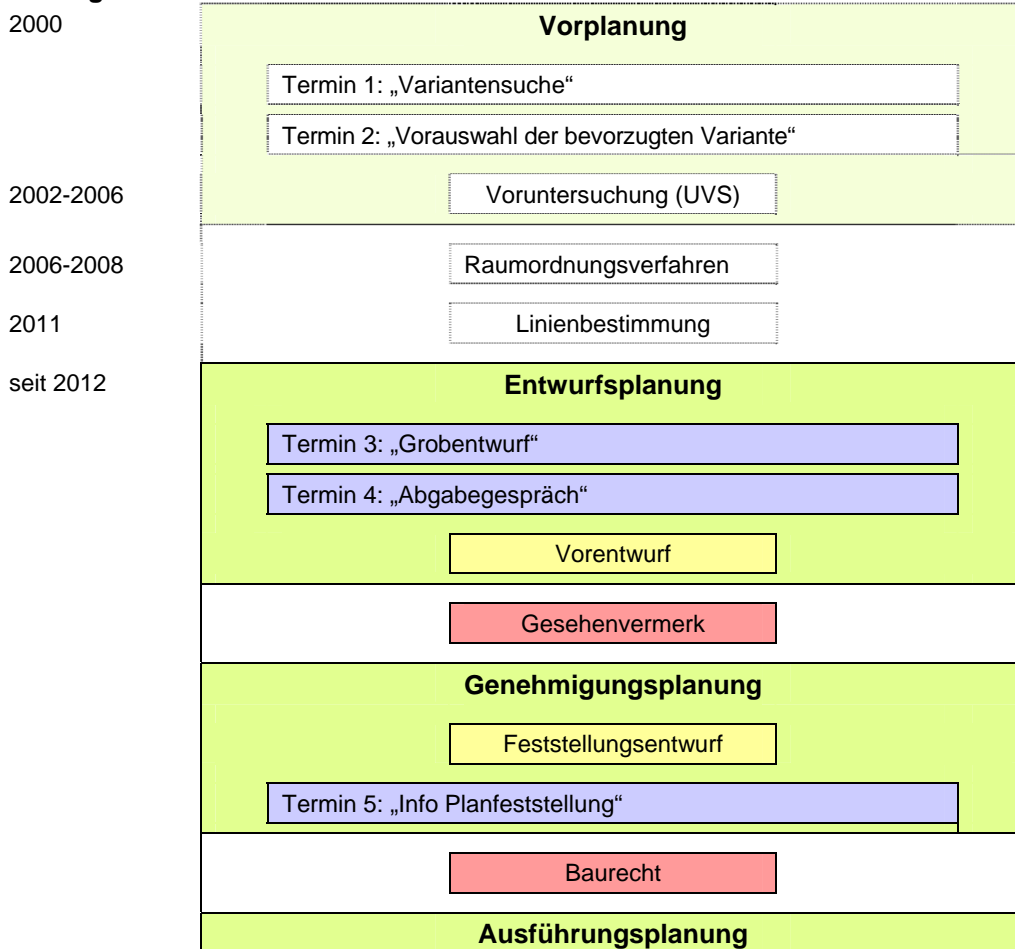 2000
Vorplanung
Termin 1: „Variantensuche“
Termin 2: „Vorauswahl der bevorzugten Variante“
2002-2006
Voruntersuchung (UVS)
2006-2008
Raumordnungsverfahren
2011
Linienbestimmung
seit 2012
Entwurfsplanung
Termin 3: „Grobentwurf“
Termin 4: „Abgabegespräch“
Vorentwurf
Gesehenvermerk
Genehmigungsplanung
Feststellungsentwurf
Termin 5: „Info Planfeststellung“
Baurecht
Ausführungsplanung